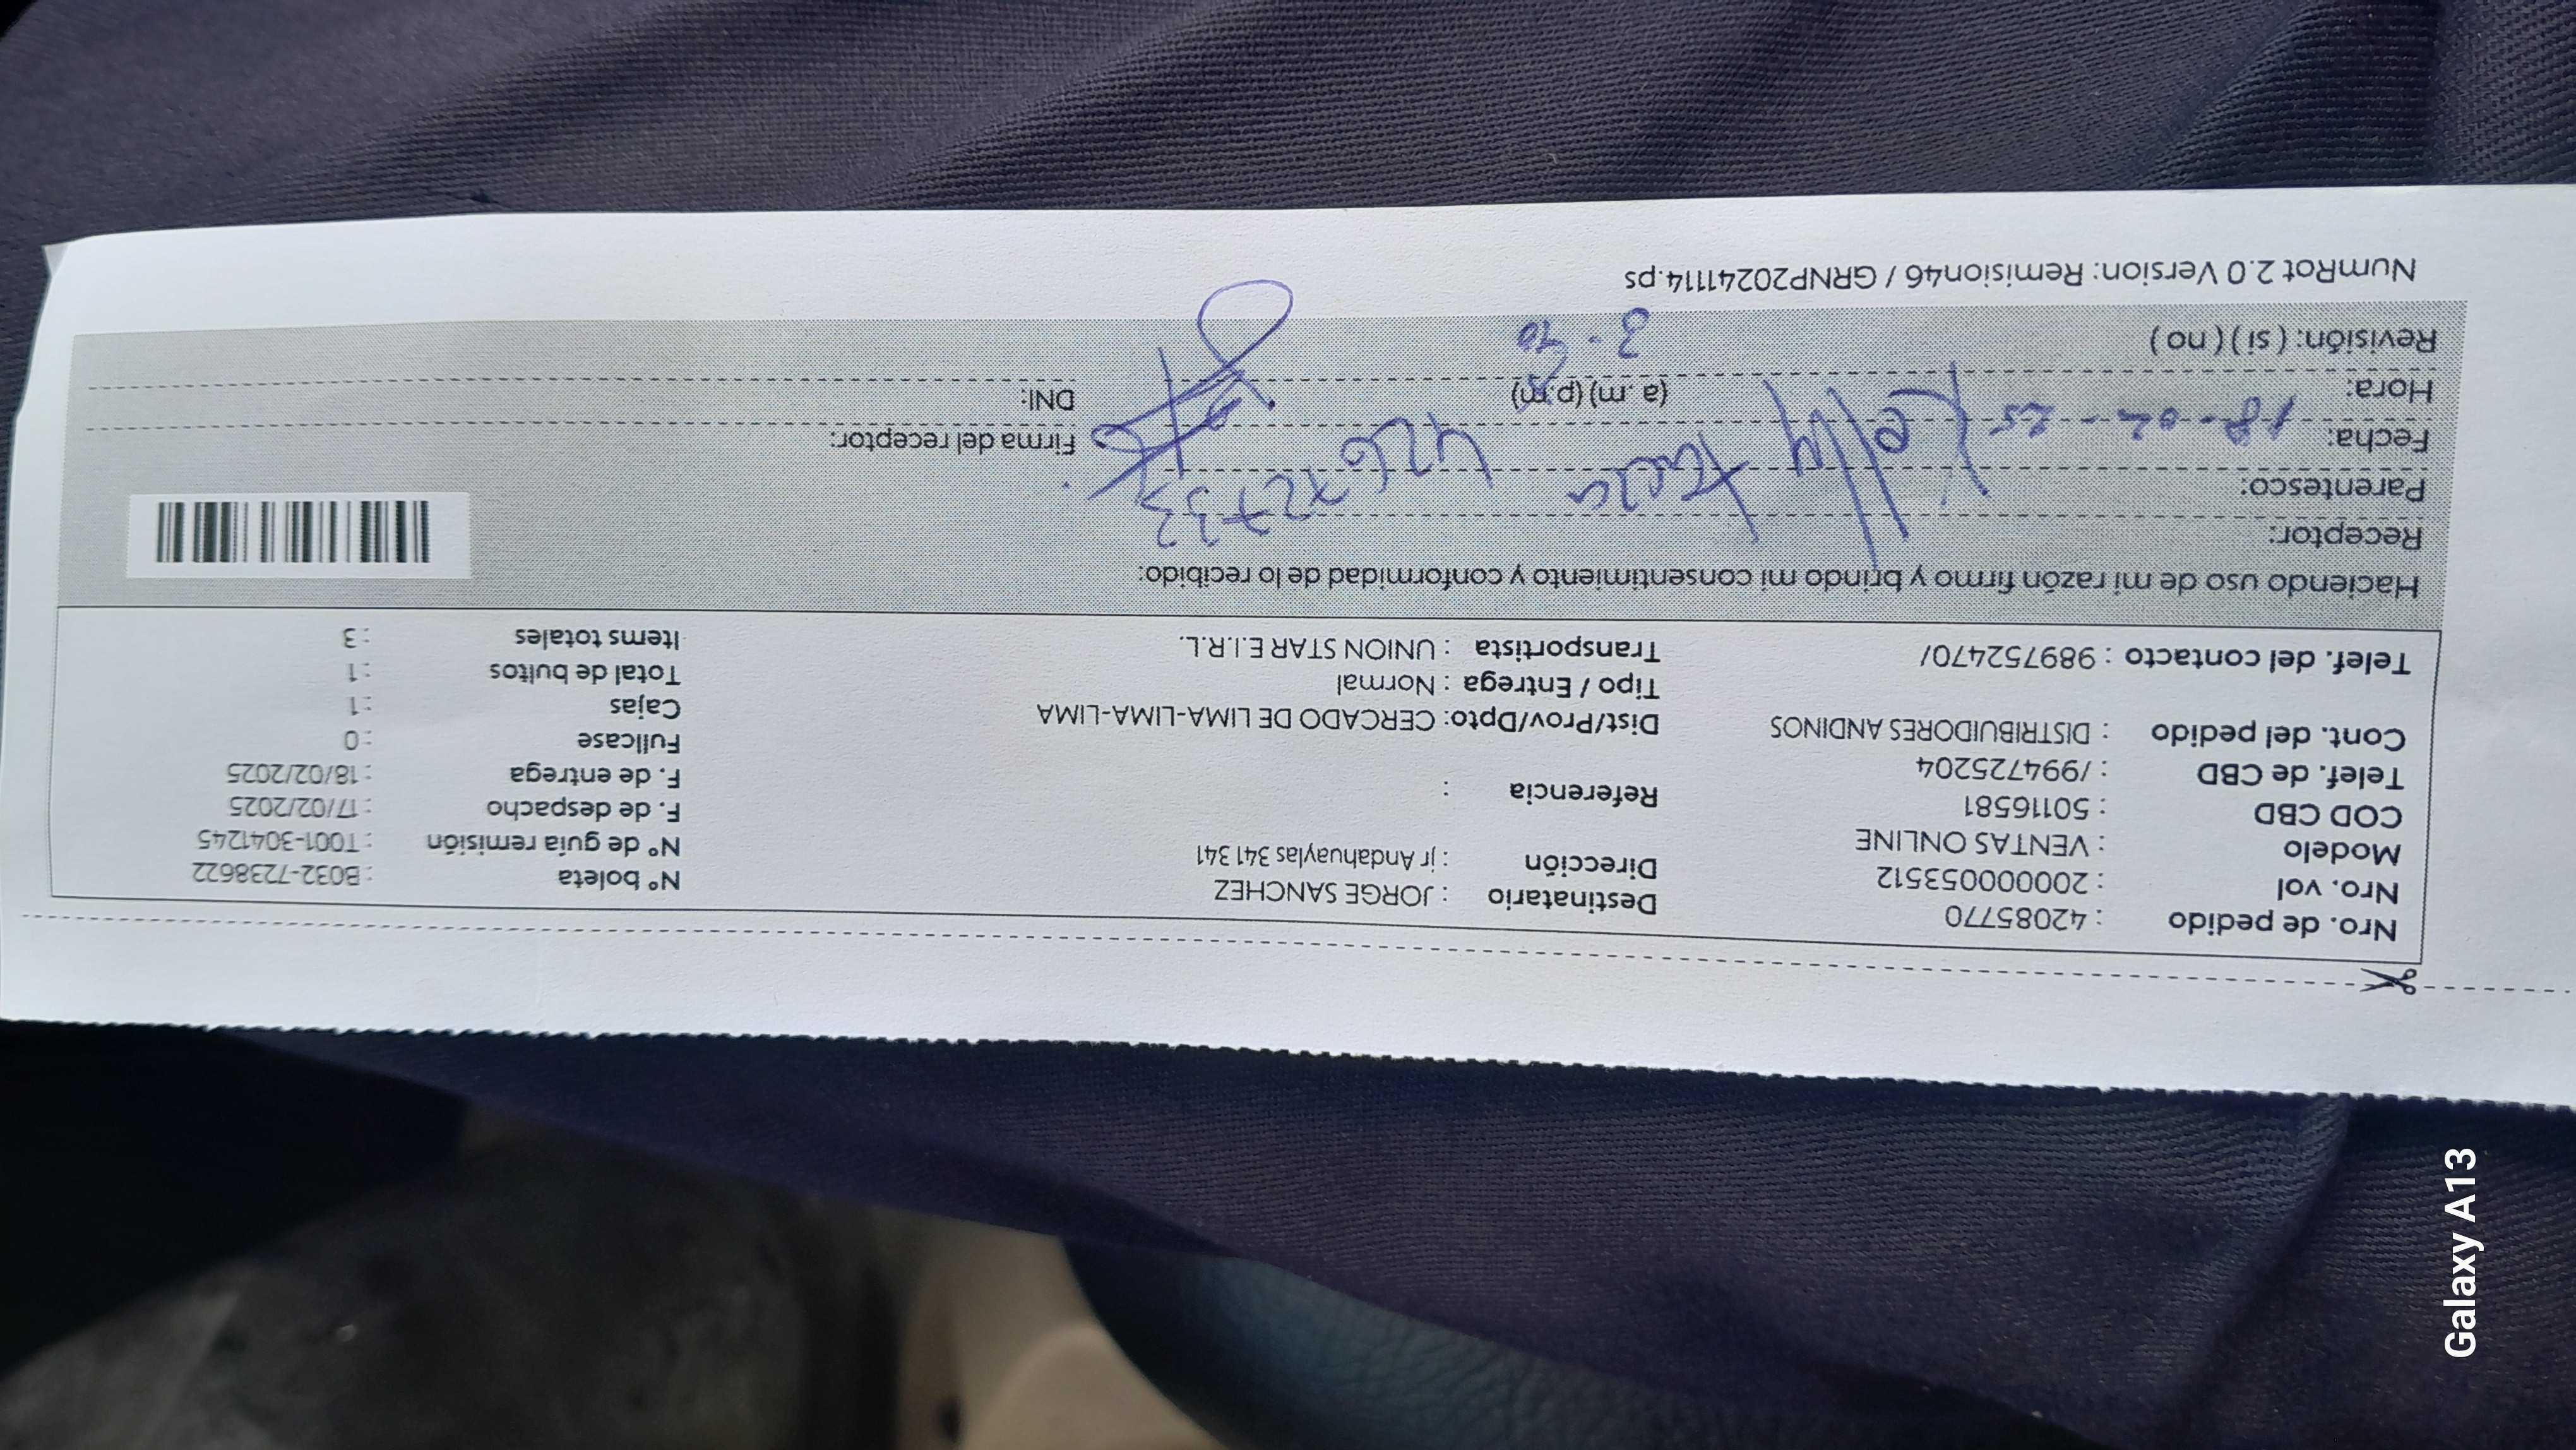 Nro. de pedido : 42085770
Nro. vol : 20000053512
Modelo : VENTAS ONLINE
COD CBD : 50116581
Telef. de CBD : /994725204
Cont. del pedido : DISTRIBUIDORES ANDINOS
Telef. del contacto : 989752470/
Destinatario : JORGE SANCHEZ
Dirección : jr Andahuaylas 341 341
Referencia :
Dist/Prov/Dpto: CERCADO DE LIMA-LIMA-LIMA
Tipo / Entrega : Normal
Transportista : UNION STAR E.I.R.L.
N° boleta : B032-7238622
N° de guía remisión : T001-3041245
F. de despacho : 17/02/2025
F. de entrega : 18/02/2025
Fullcase : 0
Cajas : 1
Total de bultos : 1
Items totales : 3
Haciendo uso de mi razón firmo y brindo mi consentimiento y conformidad de lo recibido:
Receptor:
Parentesco:
Kelly
42672733
Fecha: 18-02-25
Hora: (a.m) (p.m)
3-40
Revisión: ( si ) ( no )
Firma del receptor:
DNI:
NumRot 2.0 Version: Remision46 / GRNP20241114.ps
Galaxy A13